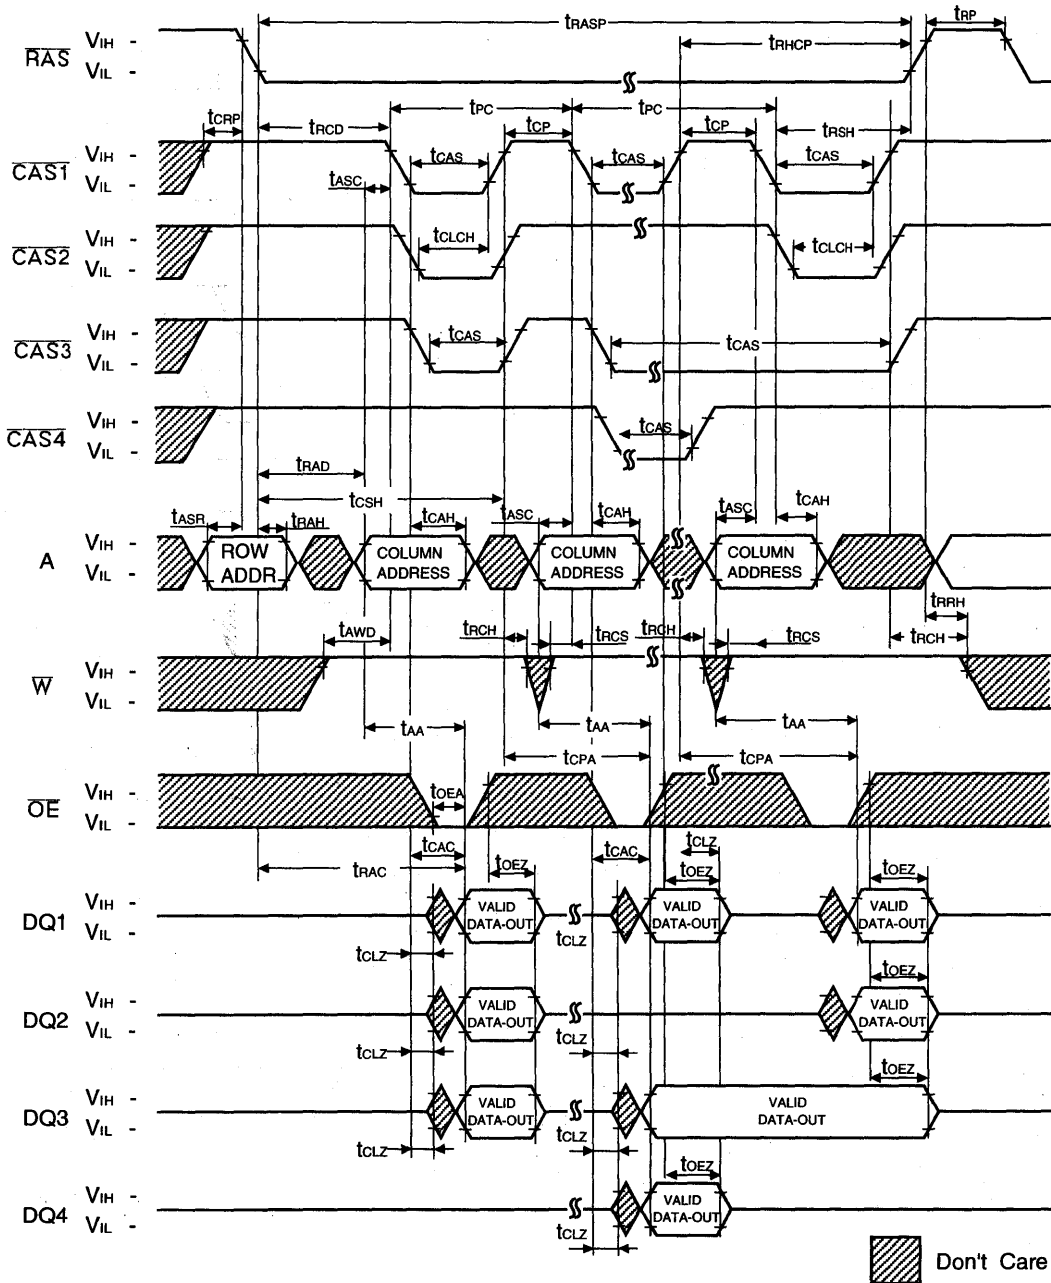 tRASP
tRP
RAS
VIH -
VIL -
tRHCP
tCRP
tRCD
tPC
tCP
tPC
tCP
tRSH
CAS1
VIH -
VIL -
tCAS
tCAS
tCAS
tASC
CAS2
VIH -
VIL -
tCLCH
tCLCH
CAS3
VIH -
VIL -
tCAS
tCAS
CAS4
VIH -
VIL -
tCAS
tRAD
tCSH
tASR
tRAH
tCAH
tASC
tCAH
tASC
tCAH
A
VIH -
VIL -
ROW
ADDR
COLUMN
ADDRESS
COLUMN
ADDRESS
COLUMN
ADDRESS
tRRH
tAWD
tRCH
tRCS
tRCH
tRCS
tRCH
W
VIH -
VIL -
tAA
tAA
tAA
tCPA
tCPA
OE
VIH -
VIL -
tOEA
tCAC
tRAC
tOEZ
tCAC
tCLZ
tOEZ
tOEZ
DQ1
VIH -
VIL -
VALID
DATA-OUT
VALID
DATA-OUT
VALID
DATA-OUT
tCLZ
tCLZ
tOEZ
DQ2
VIH -
VIL -
VALID
DATA-OUT
VALID
DATA-OUT
tCLZ
tCLZ
tOEZ
DQ3
VIH -
VIL -
VALID
DATA-OUT
VALID
DATA-OUT
tCLZ
tCLZ
tOEZ
DQ4
VIH -
VIL -
VALID
DATA-OUT
tCLZ
Don't Care